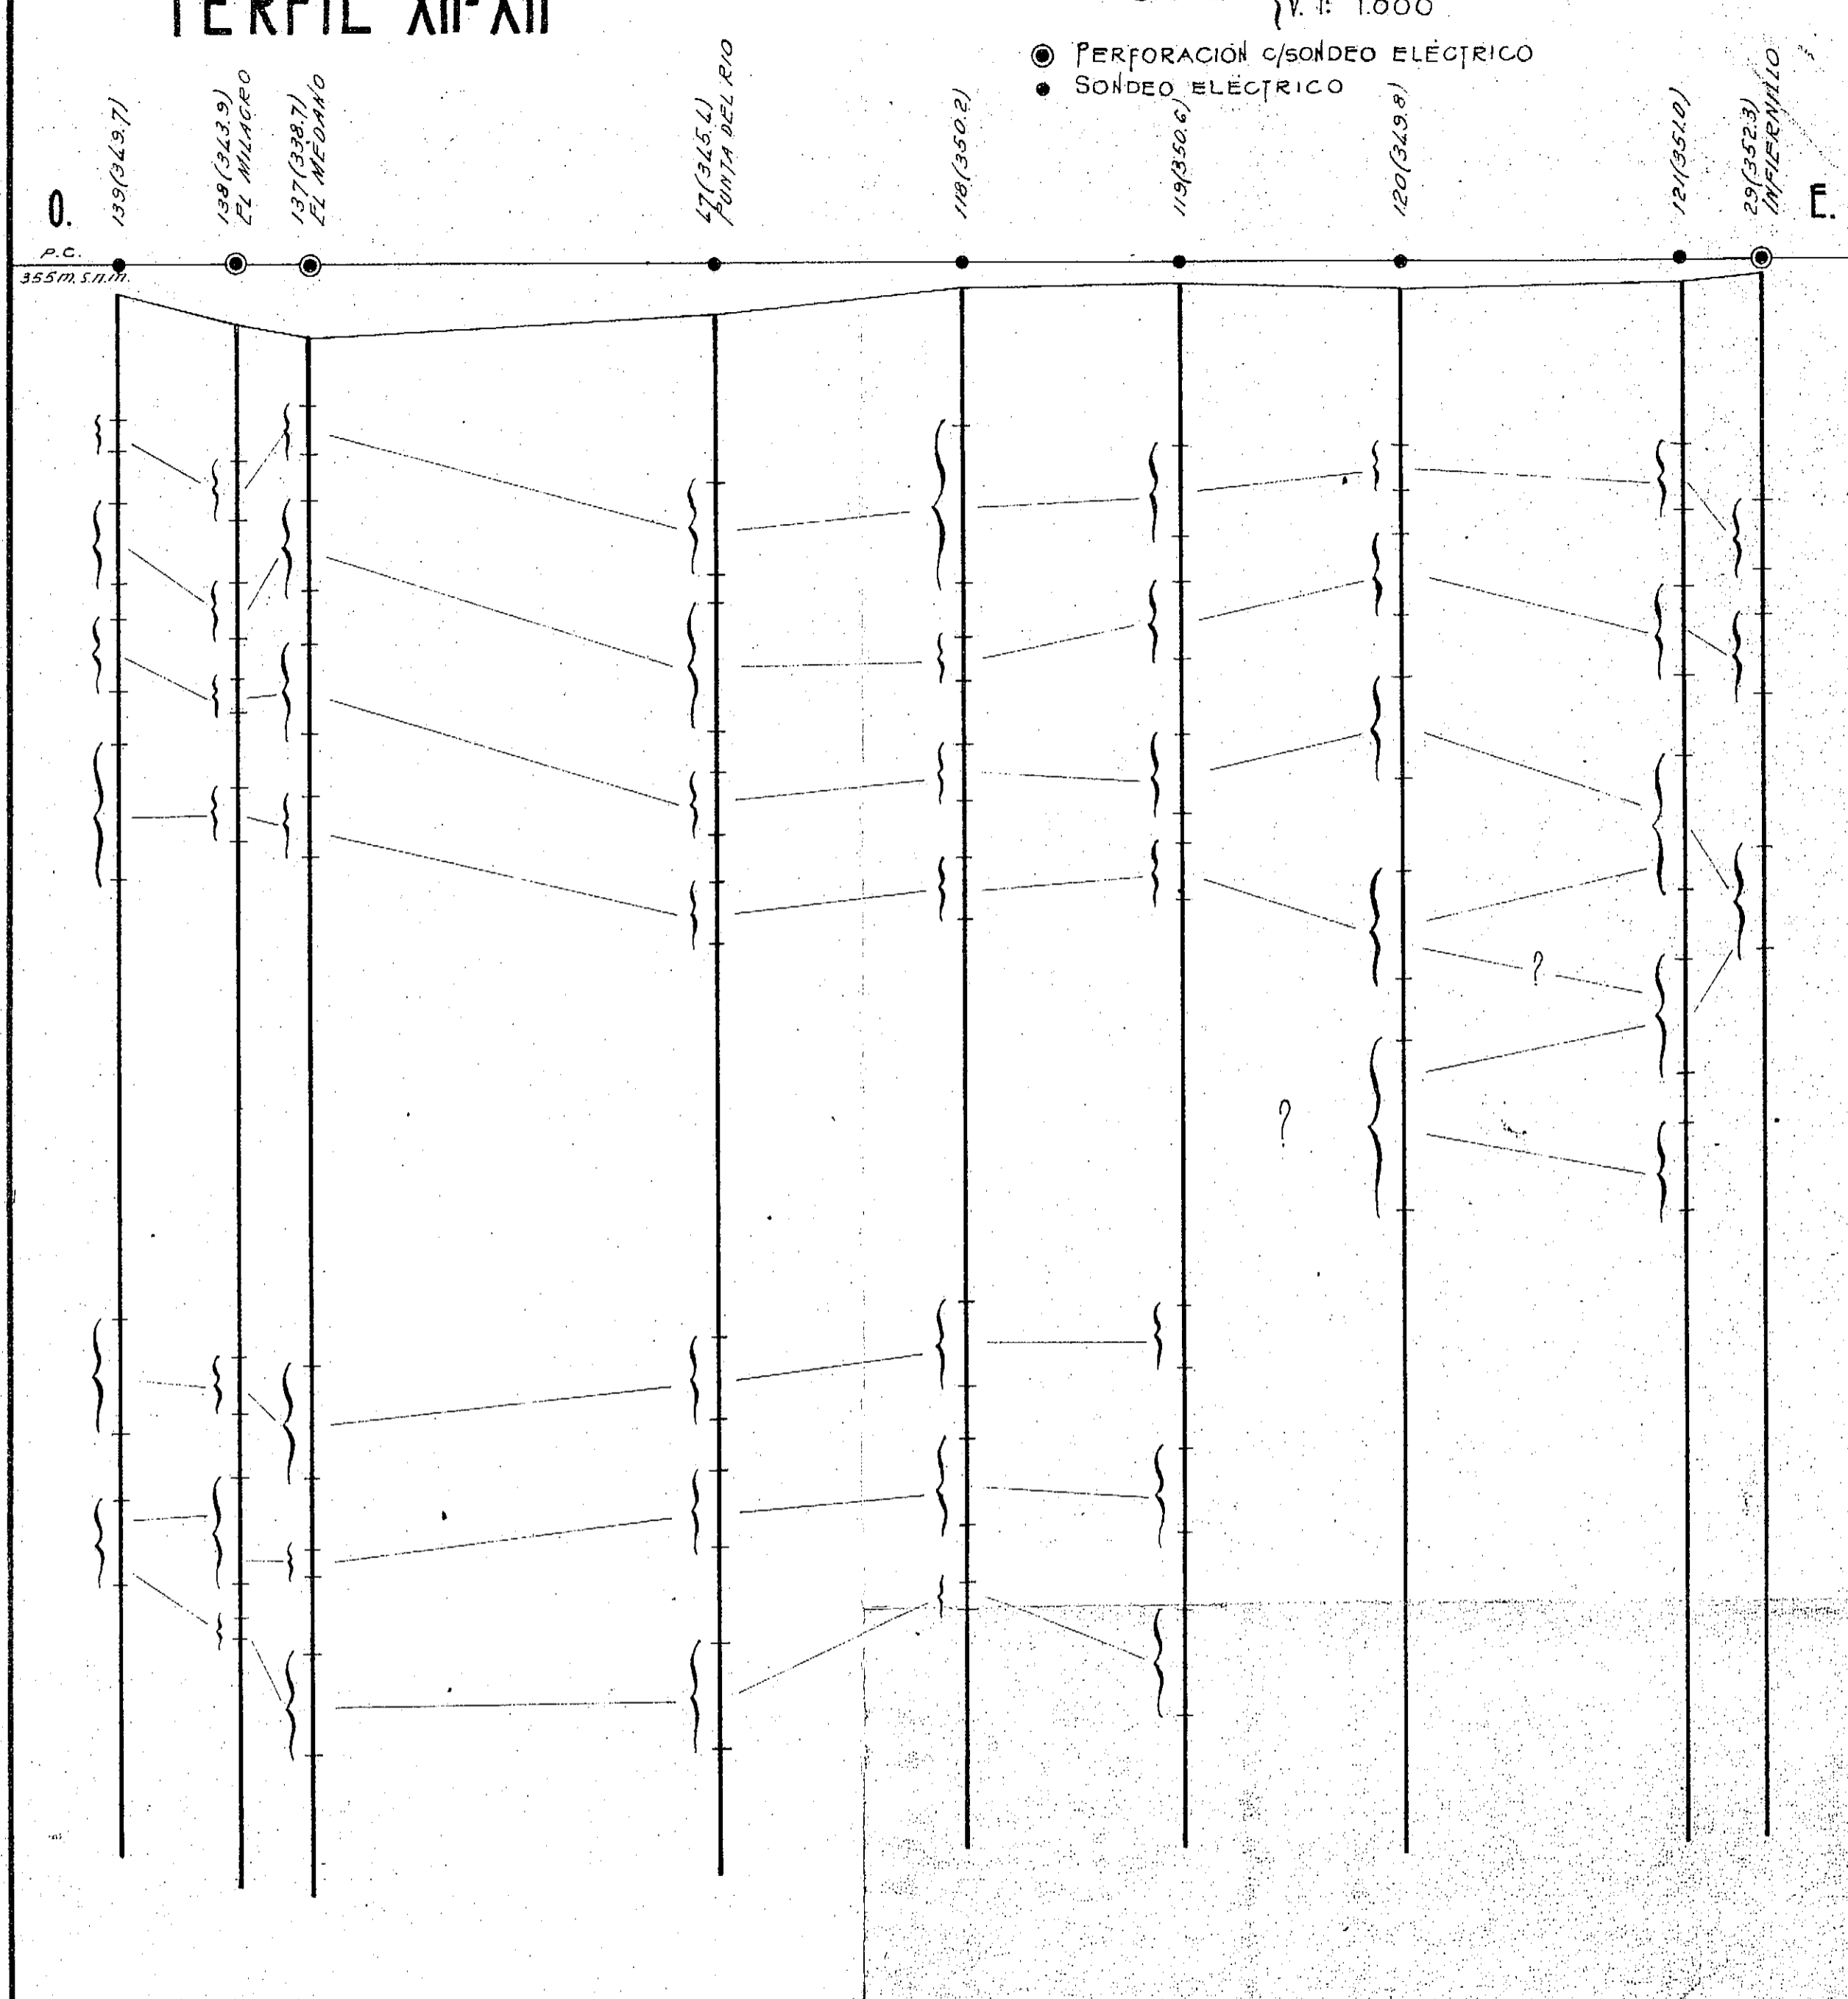 PERFIL XII-XII
V. 1: 1.000
PERFORACIÓN C/SONDEO ELÉCTRICO
SONDEO ELÉCTRICO
O.
139(349.7)
138(343.9)
EL MILAGRO
137(338.7)
EL MÉDANO
47(345.4)
PUNTA DEL RIO
118(350.2)
119(350.6)
120(349.8)
121(351.0)
29(352.3)
INFIERNILLO
E.
P.C.
355m.s.n.m.
?
?